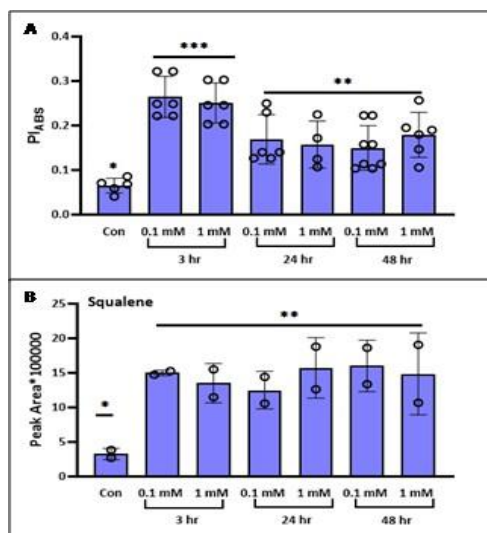 A
***
**
*
PI_ABS
0.4
0.3
0.2
0.1
0.0
Con 0.1 mM 1 mM 0.1 mM 1 mM 0.1 mM 1 mM
3 hr 24 hr 48 hr
B Squalene
**
*
Peak Area*100000
25
20
15
10
5
0
Con 0.1 mM 1 mM 0.1 mM 1 mM 0.1 mM 1 mM
3 hr 24 hr 48 hr